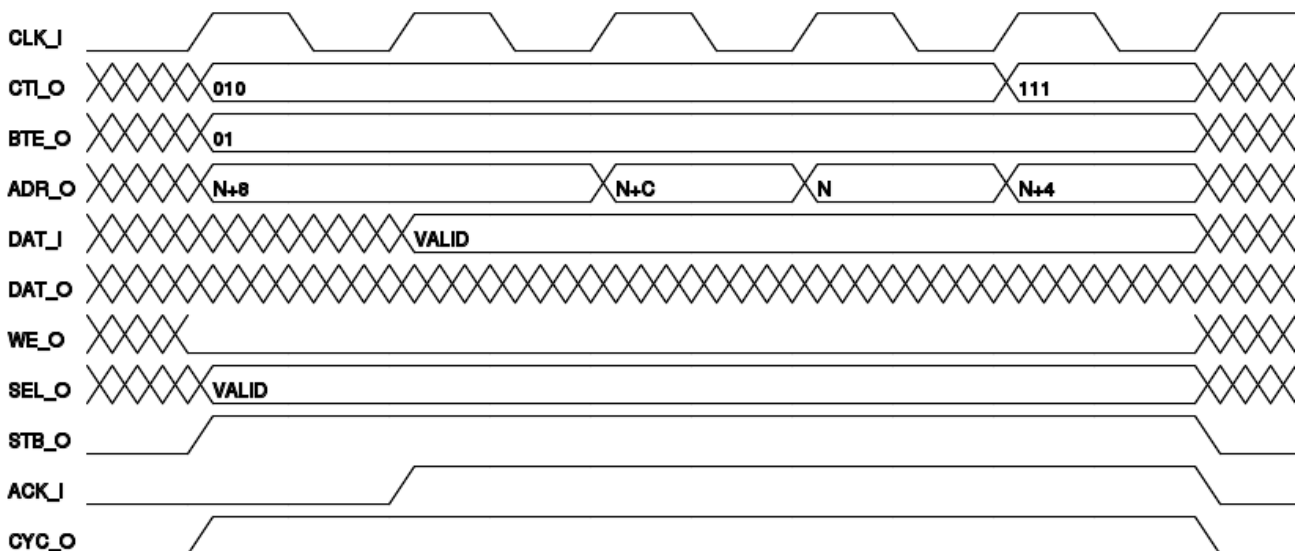 CLK_I
CTI_O 010 111
BTE_O 01
ADR_O N+8 N+C N N+4
DAT_I VALID
DAT_O
WE_O
SEL_O VALID
STB_O
ACK_I
CYC_O